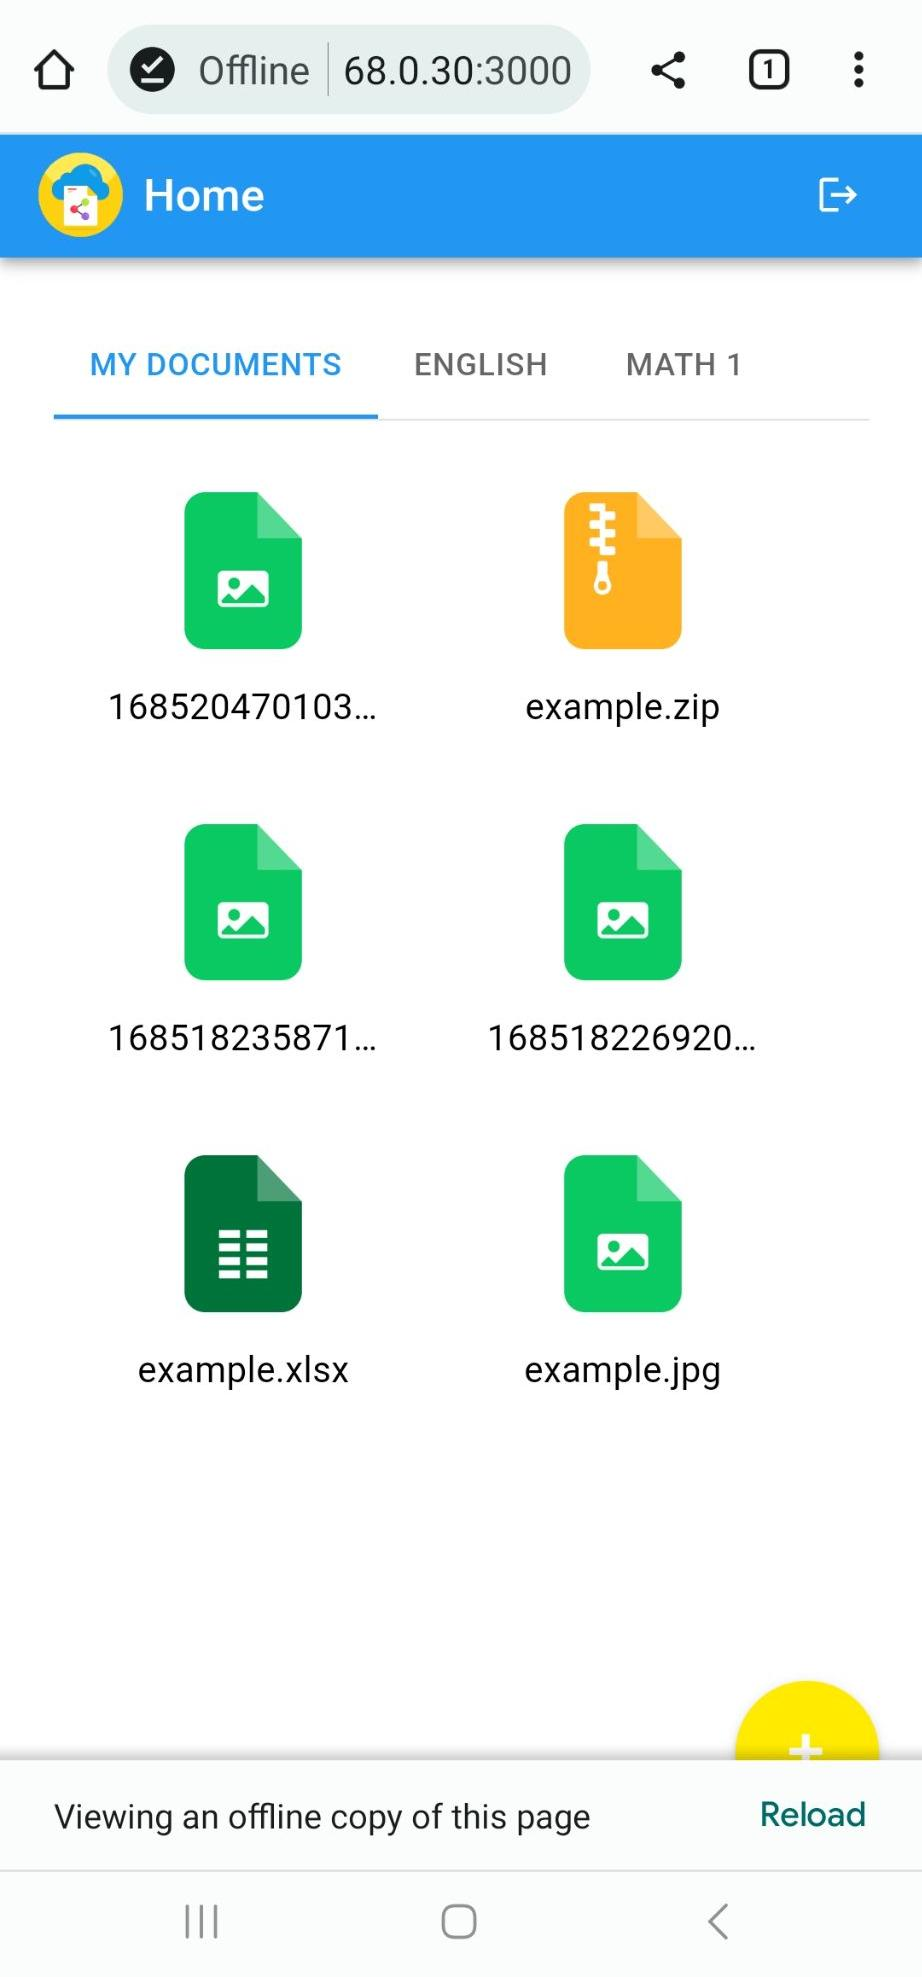 Offline 68.0.30:3000 1
Home
MY DOCUMENTS ENGLISH MATH 1
168520470103... example.zip
168518235871... 168518226920...
example.xlsx example.jpg
+
Viewing an offline copy of this page Reload